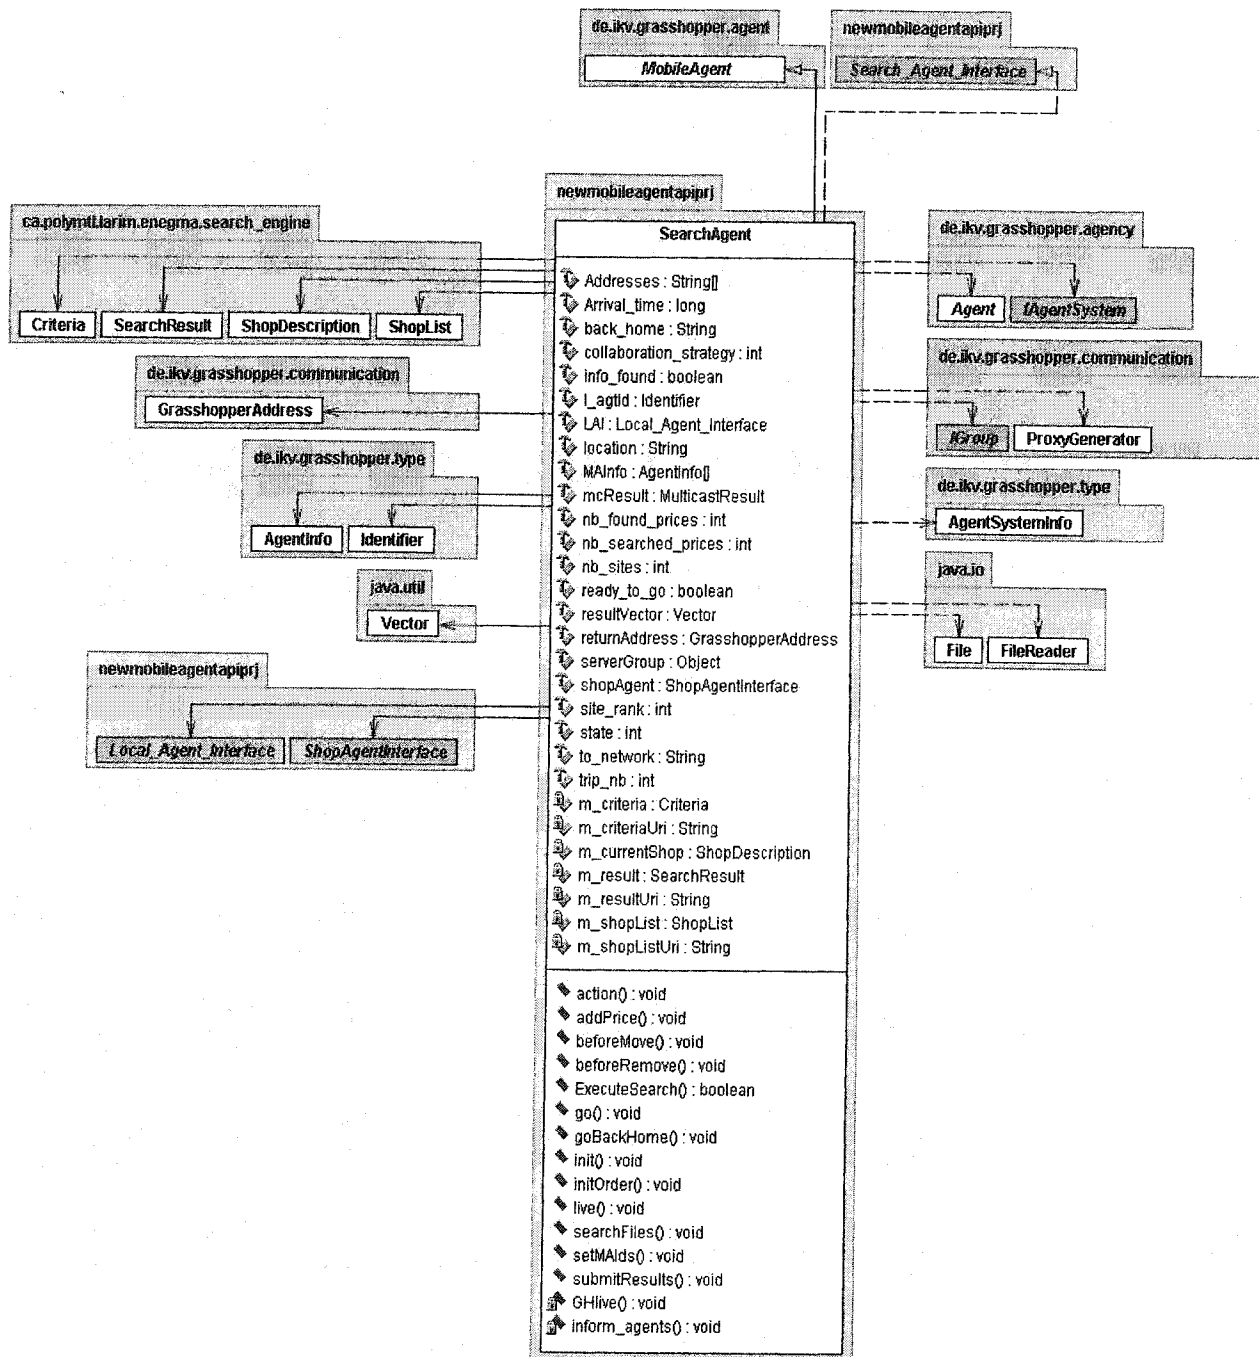 de.ikv.grasshopper.agent
MobileAgent
newmobileagentapiprj
Search_Agent_Interface
ca.polymtl.larim.enegma.search_engine
Criteria
SearchResult
ShopDescription
ShopList
de.ikv.grasshopper.communication
GrasshopperAddress
de.ikv.grasshopper.type
AgentInfo
Identifier
java.util
Vector
newmobileagentapiprj
Local_Agent_Interface
ShopAgentInterface
newmobileagentapiprj
SearchAgent
Addresses : String[]
Arrival_time : long
back_home : String
collaboration_strategy : int
info_found : boolean
l_agtId : Identifier
LAI : Local_Agent_Interface
location : String
MAInfo : AgentInfo[]
mcResult : MulticastResult
nb_found_prices : int
nb_searched_prices : int
nb_sites : int
ready_to_go : boolean
resultVector : Vector
returnAddress : GrasshopperAddress
serverGroup : Object
shopAgent : ShopAgentInterface
site_rank : int
state : int
to_network : String
trip_nb : int
m_criteria : Criteria
m_criteriaUri : String
m_currentShop : ShopDescription
m_result : SearchResult
m_resultUri : String
m_shopList : ShopList
m_shopListUri : String
action() : void
addPrice() : void
beforeMove() : void
beforeRemove() : void
ExecuteSearch() : boolean
go() : void
goBackHome() : void
init() : void
initOrder() : void
live() : void
searchFiles() : void
setMAIds() : void
submitResults() : void
GHlive() : void
inform_agents() : void
de.ikv.grasshopper.agency
Agent
IAgentSystem
de.ikv.grasshopper.communication
IGroup
ProxyGenerator
de.ikv.grasshopper.type
AgentSystemInfo
java.io
File
FileReader